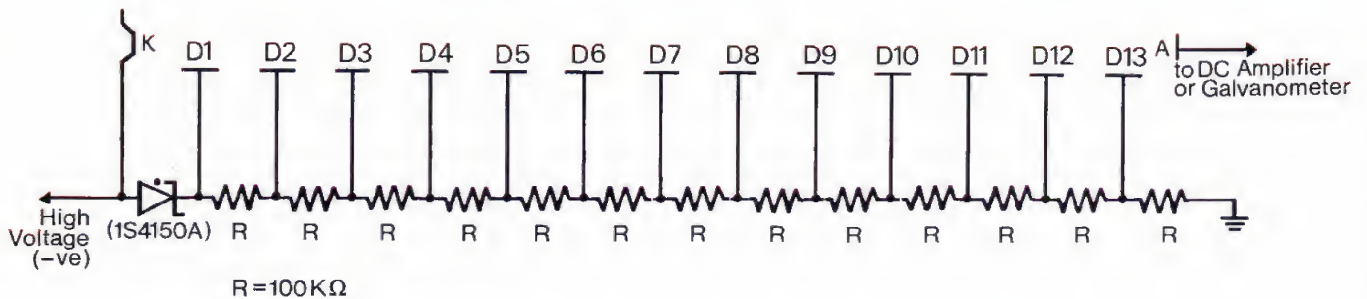 K
D1 D2 D3 D4 D5 D6 D7 D8 D9 D10 D11 D12 D13
A
to DC Amplifier
or Galvanometer
High
Voltage
(-ve)
(1S4150A)
R R R R R R R R R R R R R
R=100KΩ